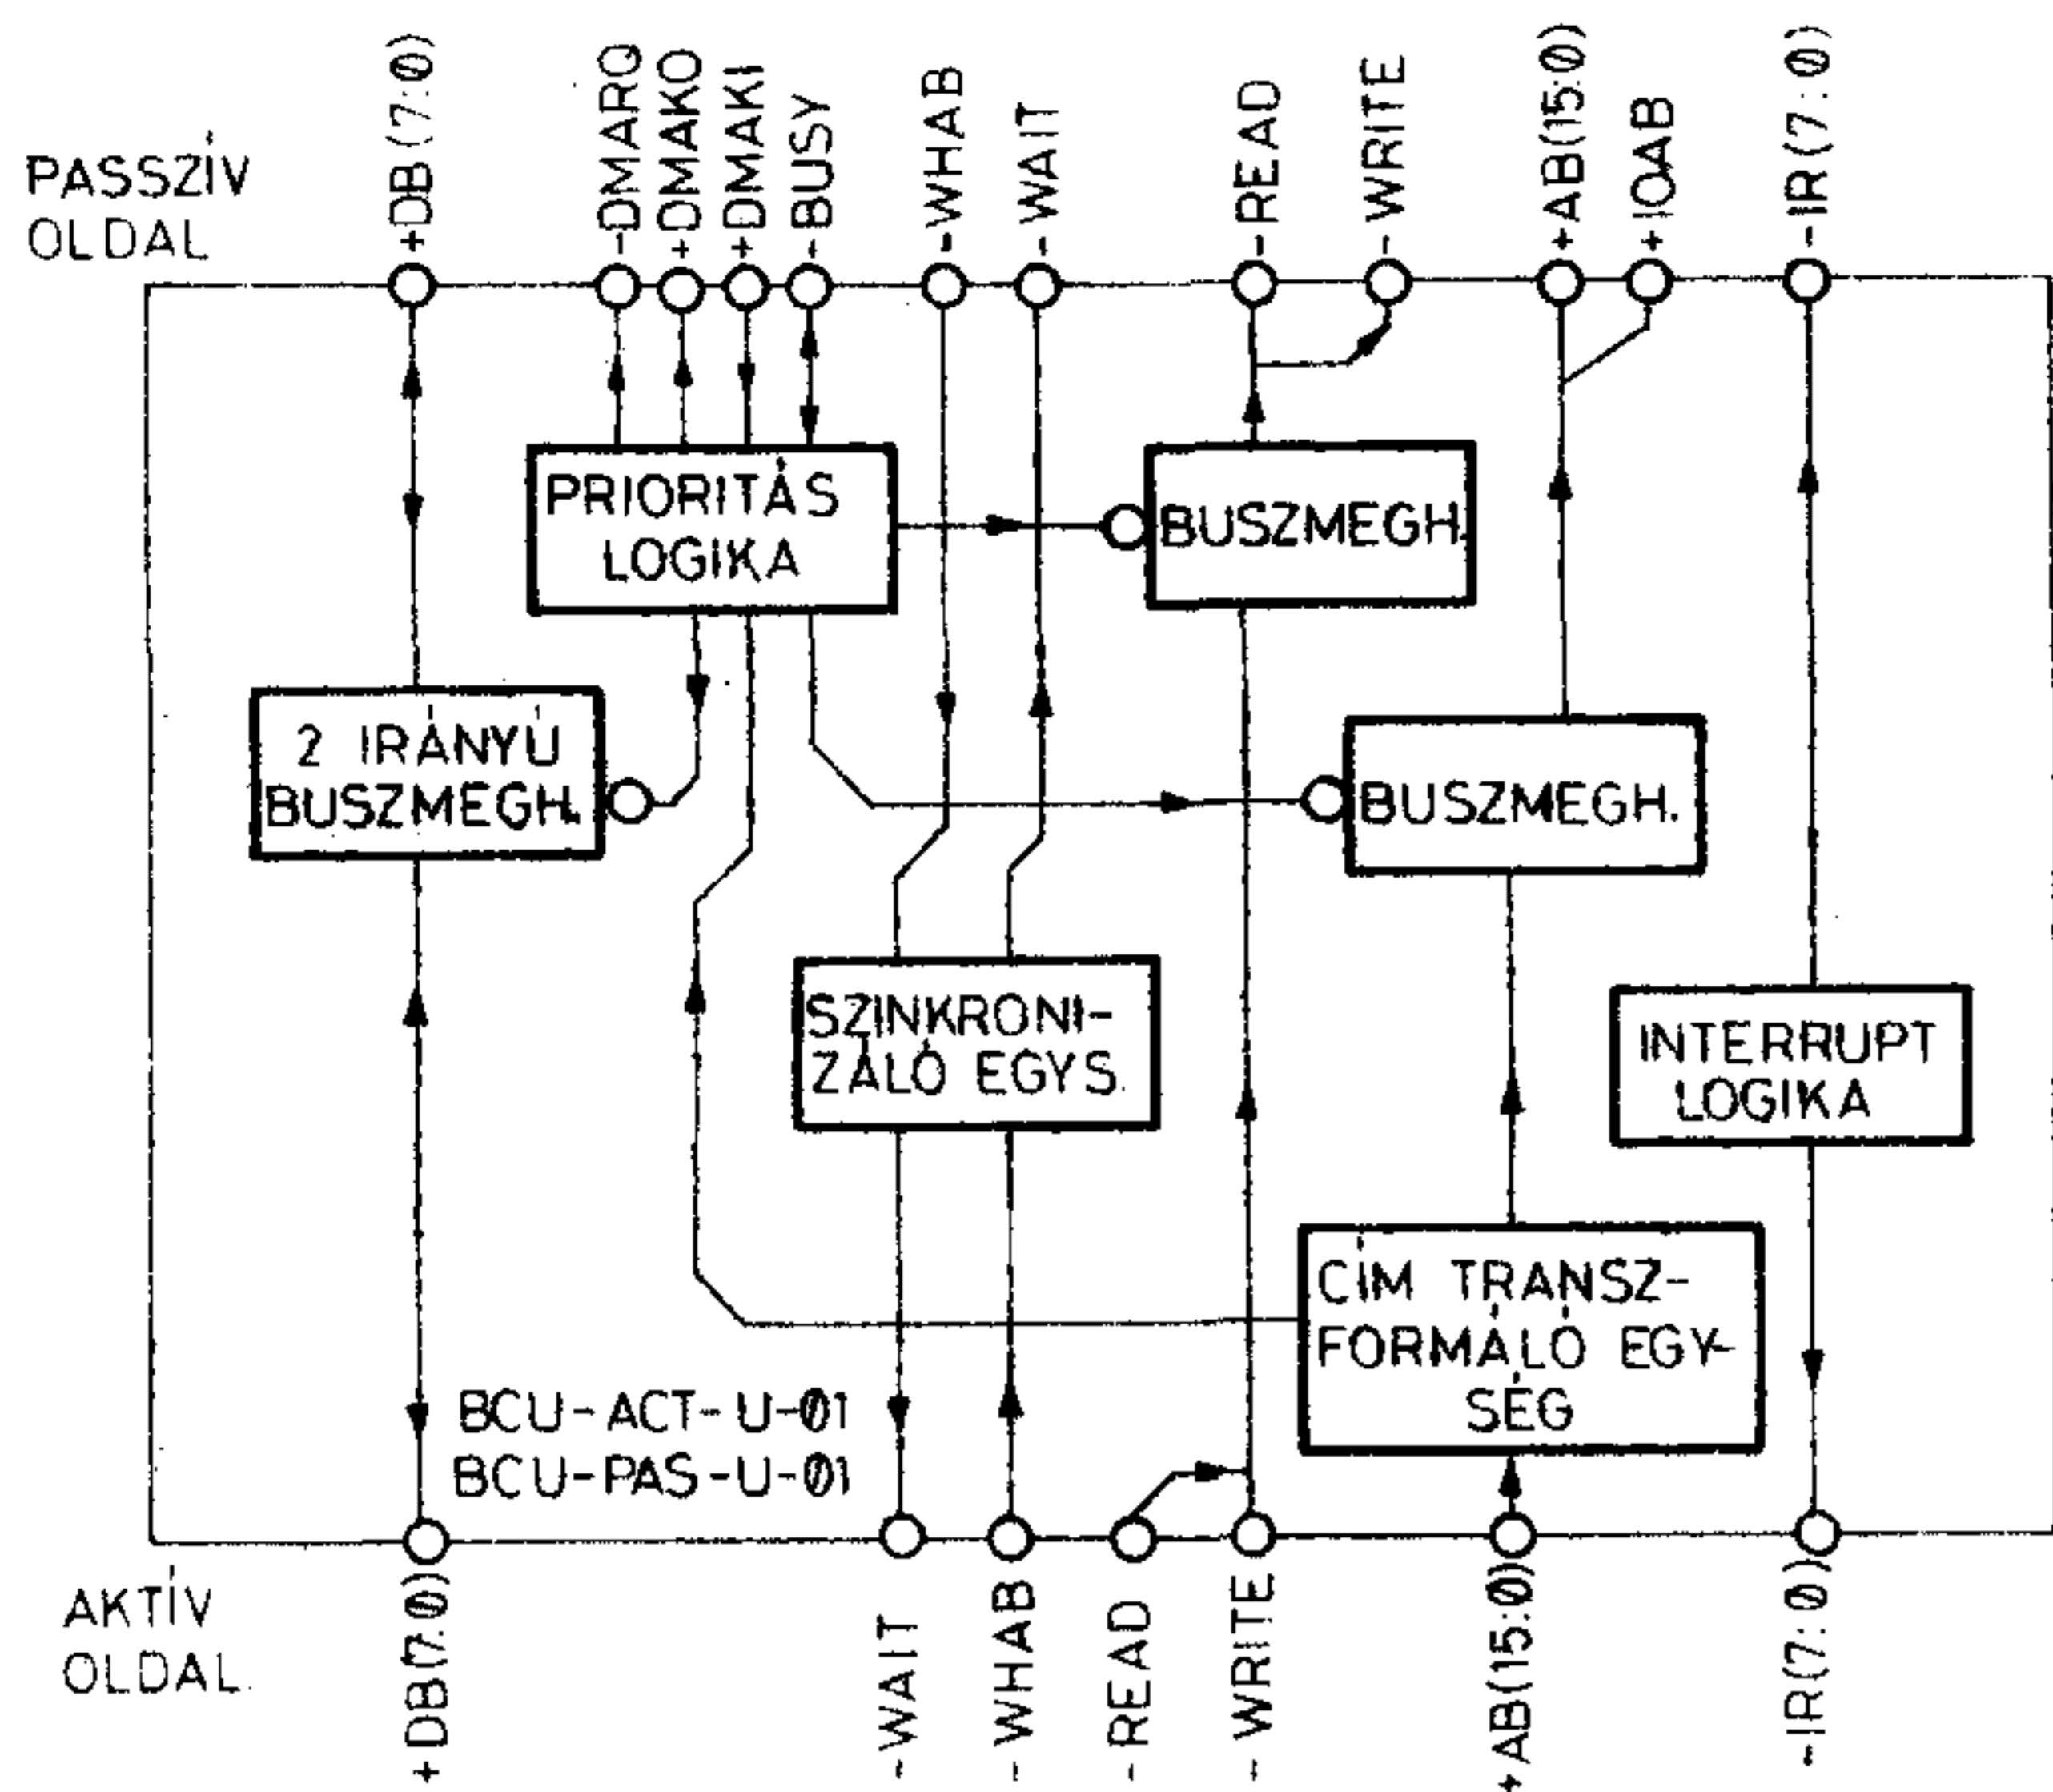 +DB(7:0)
-DMARQ
+DMAKO
+DMAKI
-BUSY
-WHAB
-WAIT
-READ
-WRITE
+AB(15:0)
+IOAB
-IR(7:0)
PASSZÍV
OLDAL
PRIORITÁS
LOGIKA
BUSZMEGH.
2 IRÁNYÚ
BUSZMEGH.
BUSZMEGH.
SZINKRONI-
ZÁLÓ EGYS.
INTERRUPT
LOGIKA
CÍM TRANSZ-
FORMÁLÓ EGY-
SÉG
BCU-ACT-U-01
BCU-PAS-U-01
AKTÍV
OLDAL
+DB(7:0)
-WAIT
-WHAB
-READ
-WRITE
+AB(15:0)
-IR(7:0)